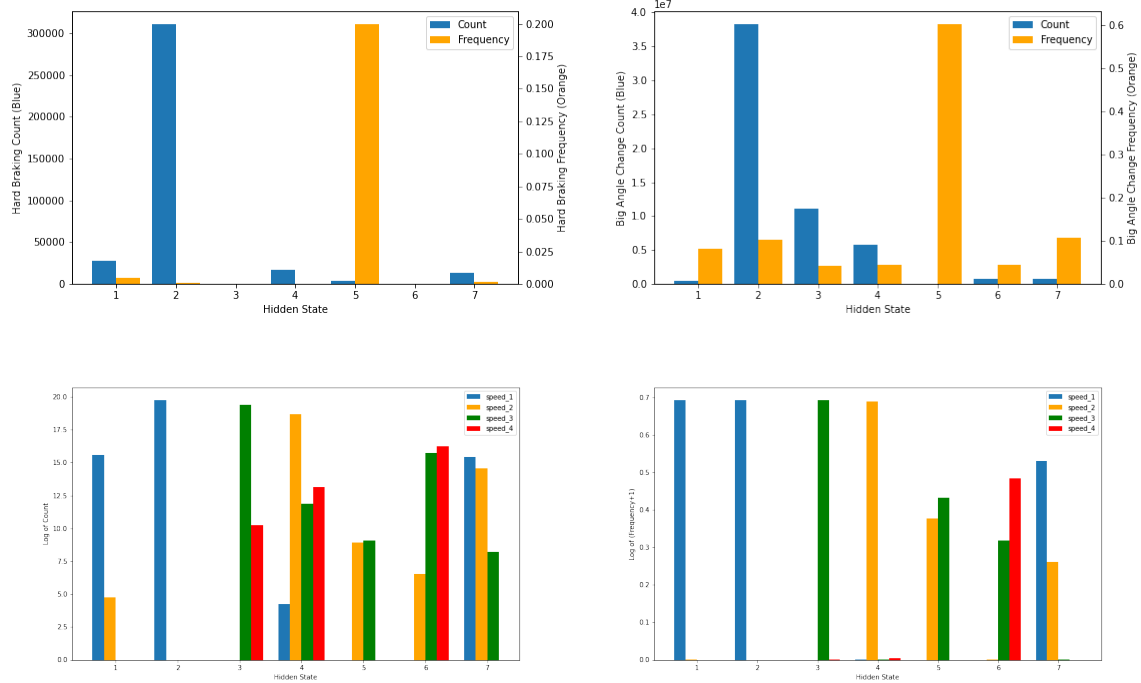 Count
Frequency
300000
250000
200000
150000
100000
50000
0
Hard Braking Count (Blue)
0.200
0.175
0.150
0.125
0.100
0.075
0.050
0.025
0.000
Hard Braking Frequency (Orange)
1 2 3 4 5 6 7
Hidden State
1e7
Count
Frequency
4.0
3.5
3.0
2.5
2.0
1.5
1.0
0.5
0.0
Big Angle Change Count (Blue)
0.6
0.5
0.4
0.3
0.2
0.1
0.0
Big Angle Change Frequency (Orange)
1 2 3 4 5 6 7
Hidden State
speed_1
speed_2
speed_3
speed_4
20.0
17.5
15.0
12.5
10.0
7.5
5.0
2.5
0.0
Log of Count
1 2 3 4 5 6 7
Hidden State
speed_1
speed_2
speed_3
speed_4
0.7
0.6
0.5
0.4
0.3
0.2
0.1
0.0
Log of (Frequency+1)
1 2 3 4 5 6 7
Hidden State